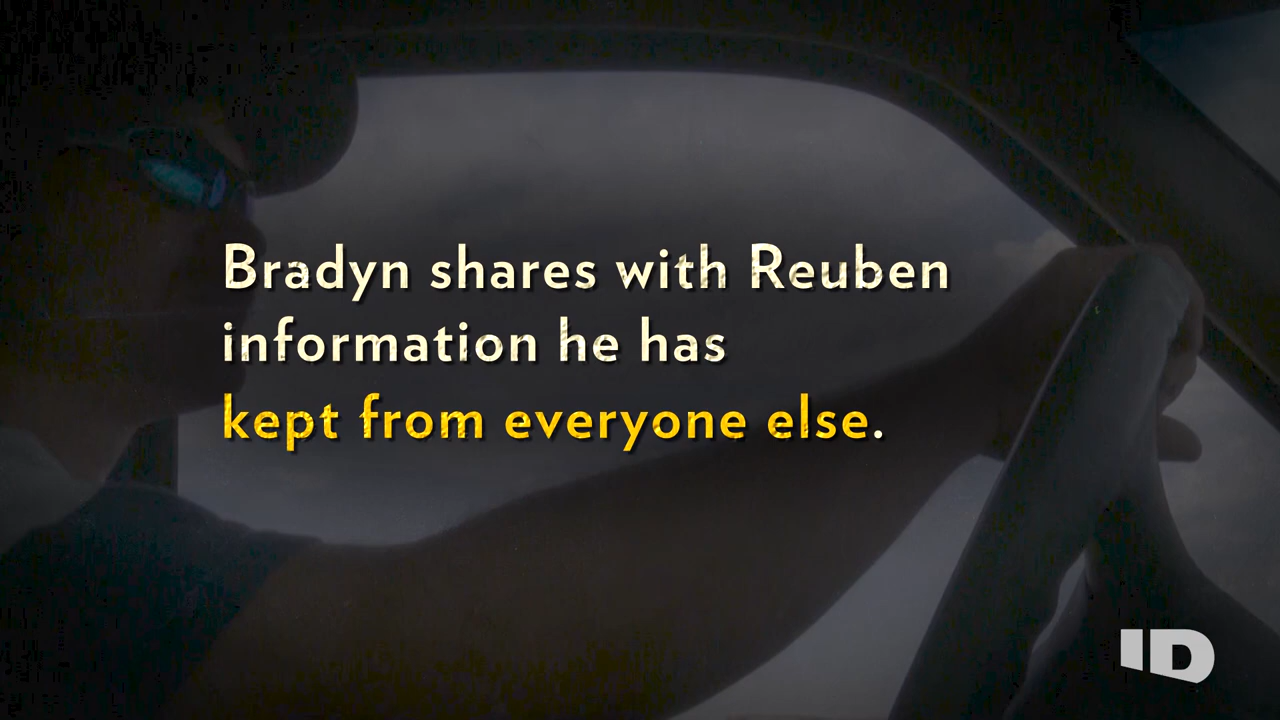 Bradyn shares with Reuben
information he has
kept from everyone else.
ID